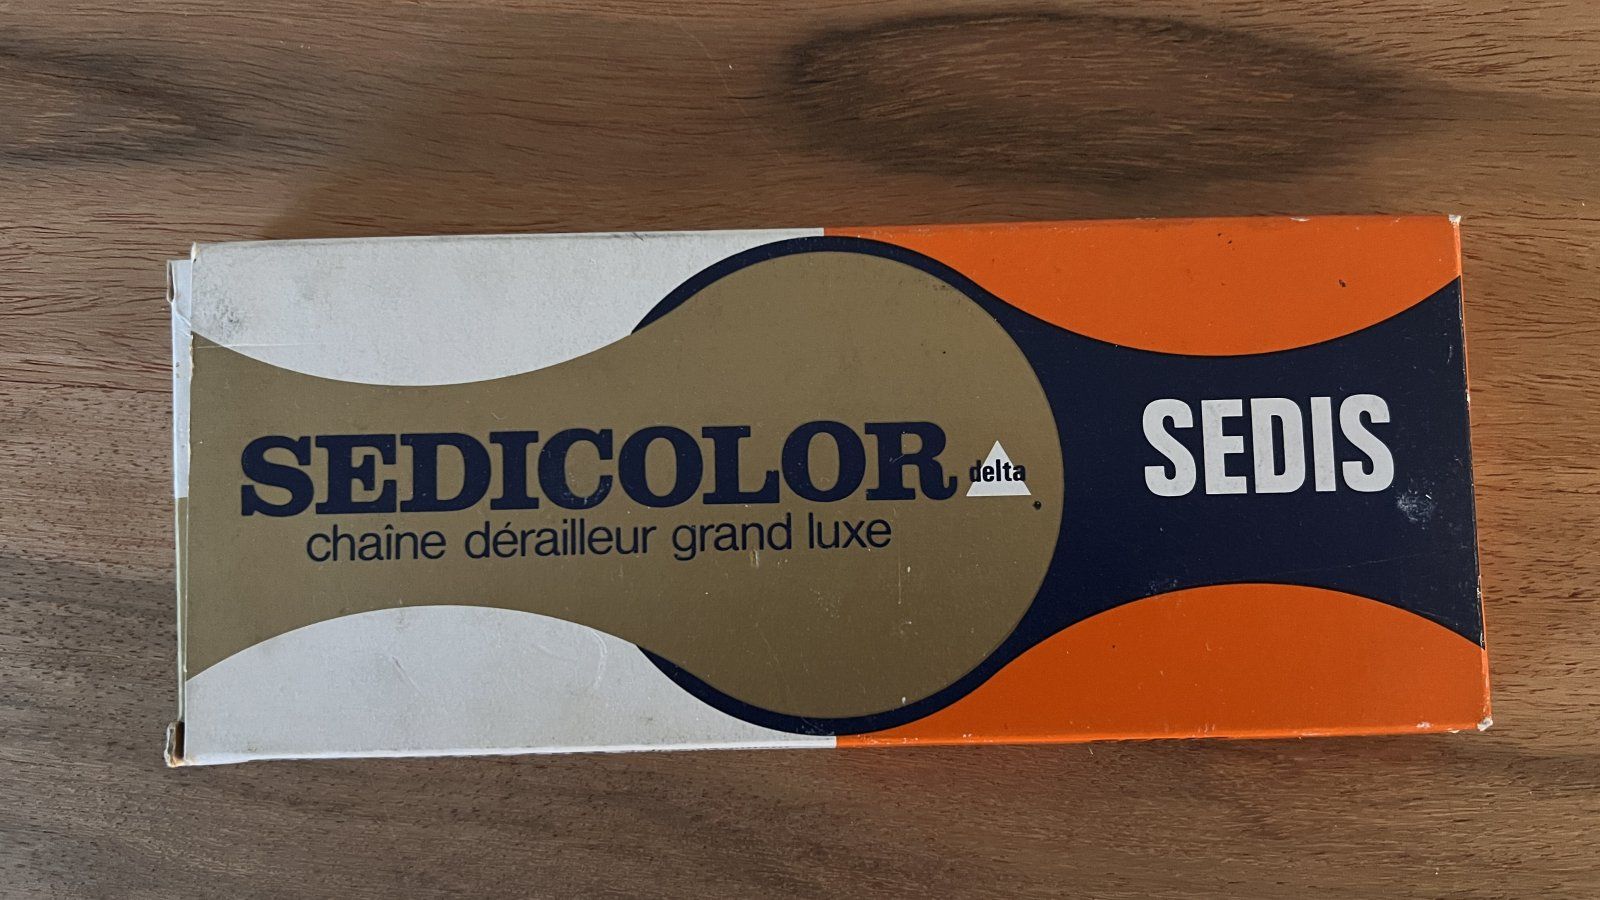 SEDICOLOR delta
chaîne dérailleur grand luxe
SEDIS